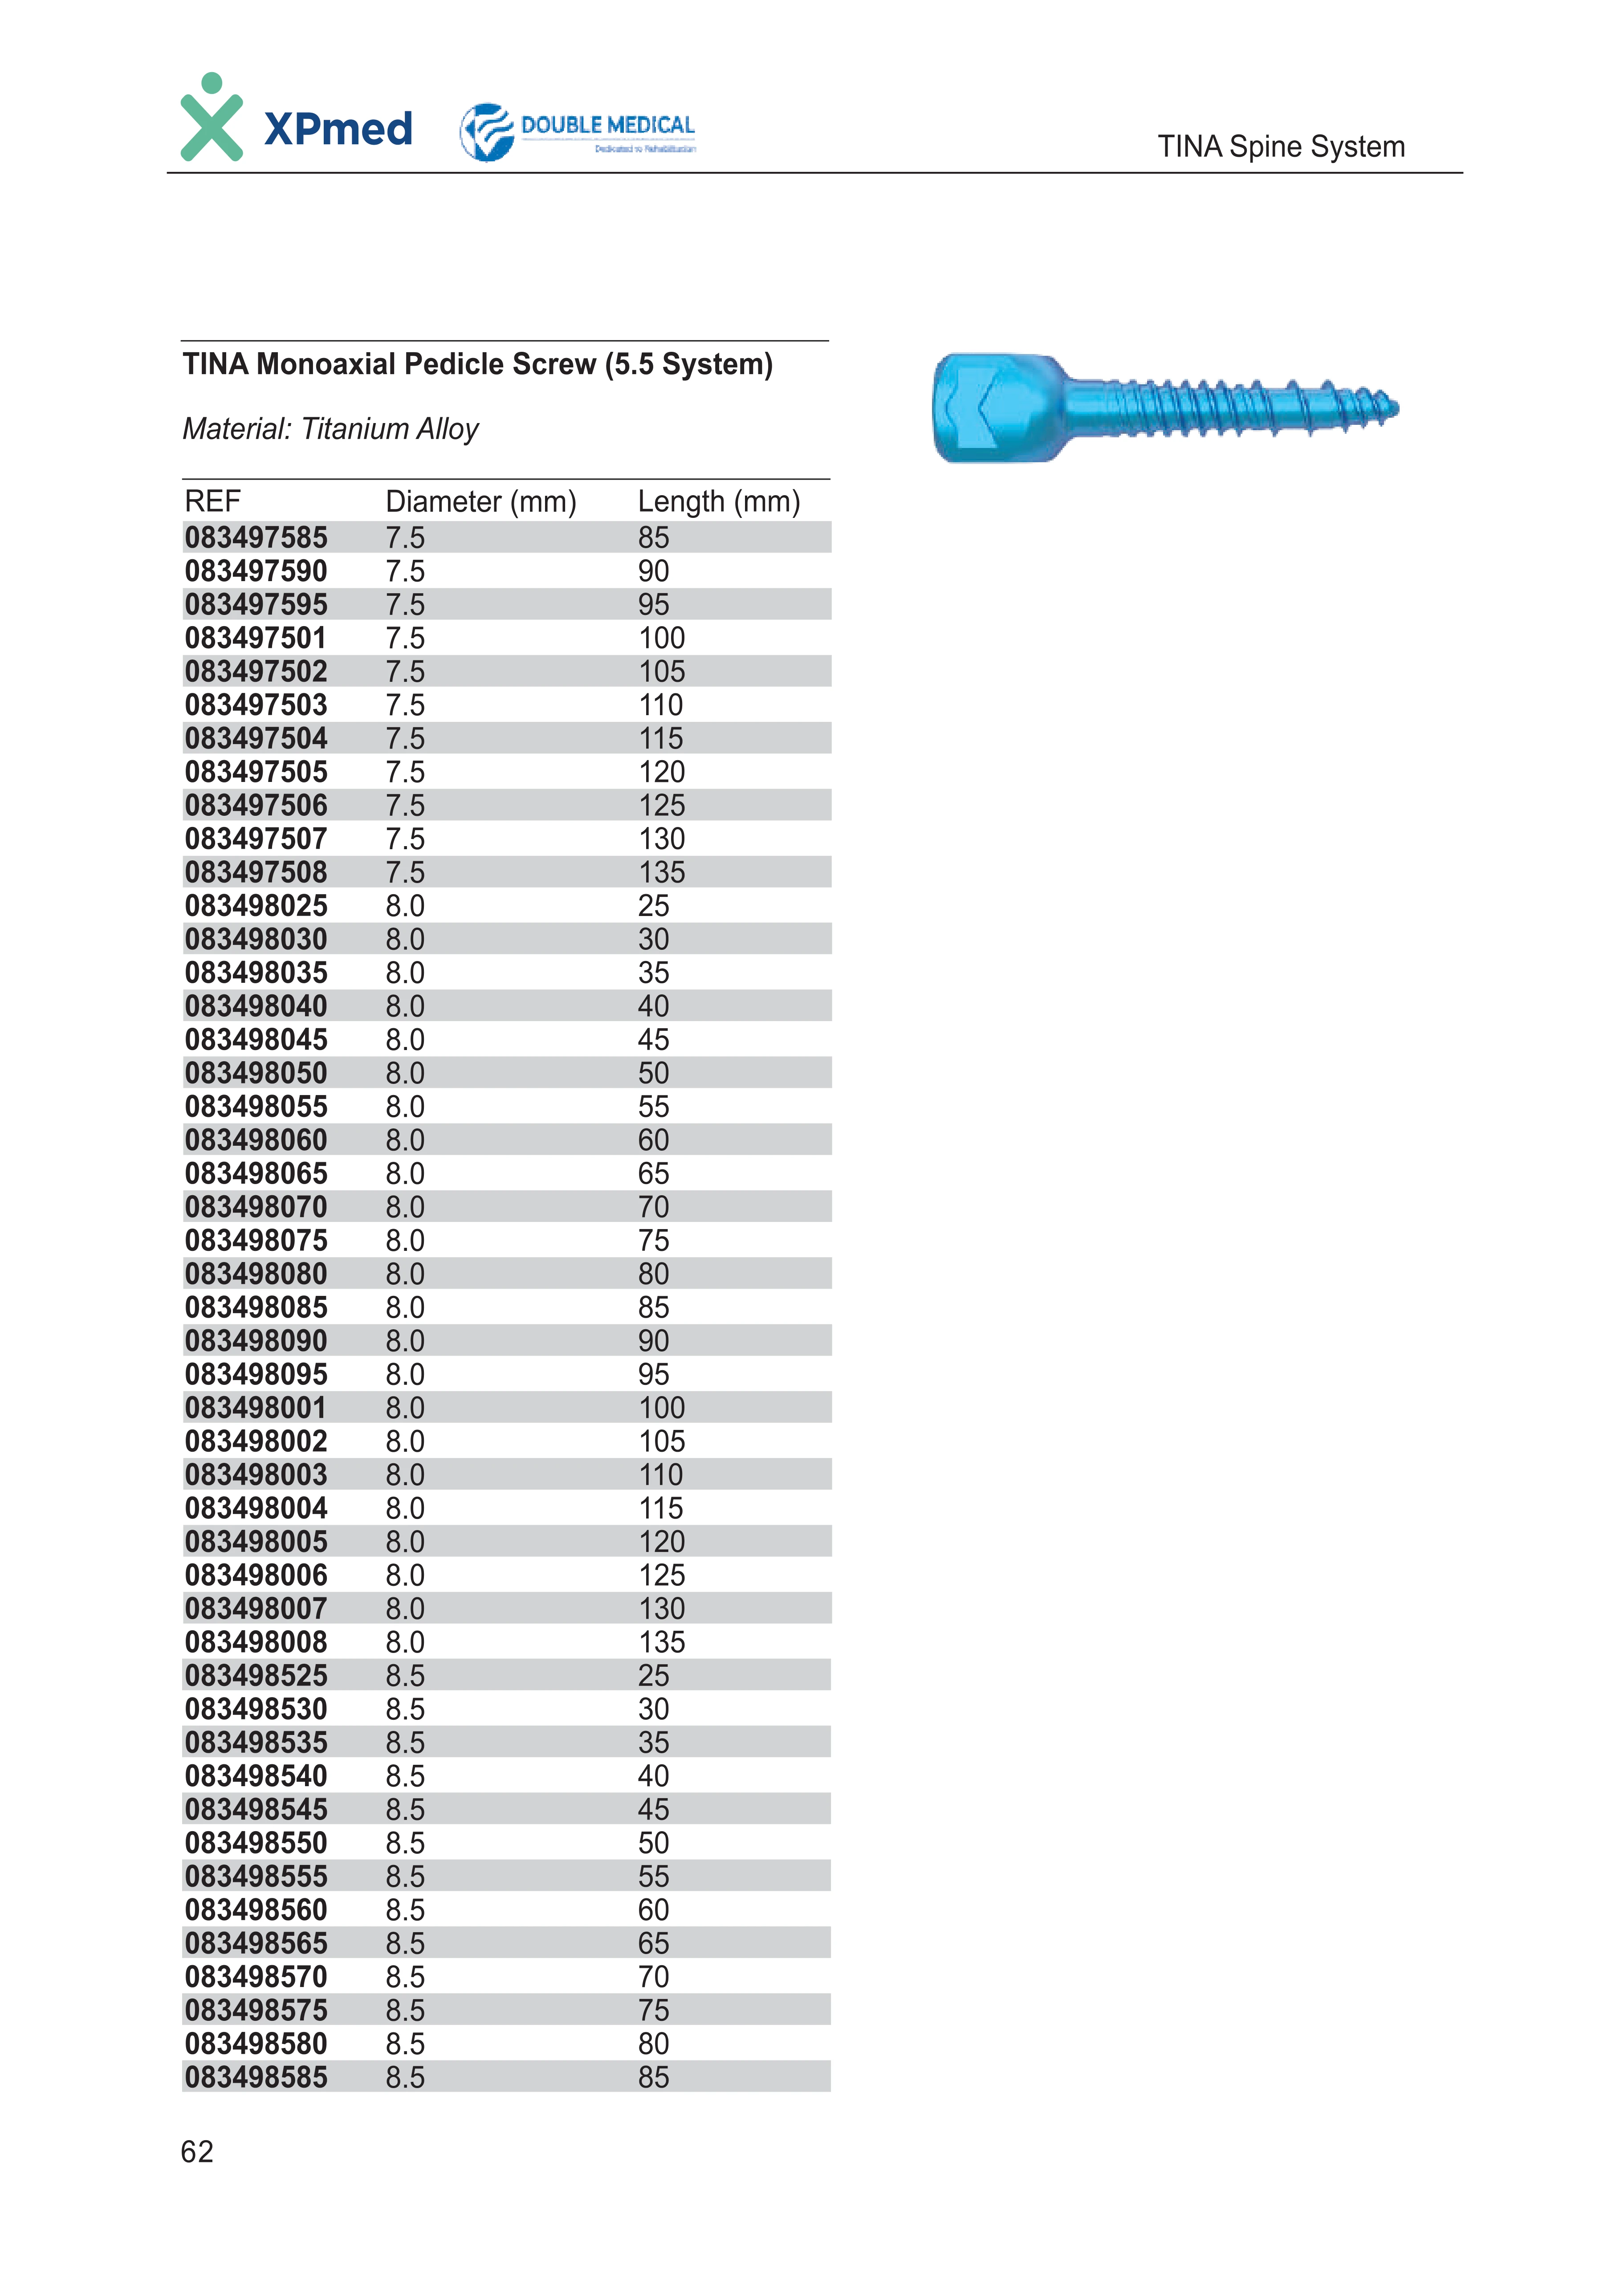 XPmed
DOUBLE MEDICAL
Dedicated to Rehabilitation
TINA Spine System
TINA Monoaxial Pedicle Screw (5.5 System)
Material: Titanium Alloy
REF Diameter (mm) Length (mm)
083497585 7.5 85
083497590 7.5 90
083497595 7.5 95
083497501 7.5 100
083497502 7.5 105
083497503 7.5 110
083497504 7.5 115
083497505 7.5 120
083497506 7.5 125
083497507 7.5 130
083497508 7.5 135
083498025 8.0 25
083498030 8.0 30
083498035 8.0 35
083498040 8.0 40
083498045 8.0 45
083498050 8.0 50
083498055 8.0 55
083498060 8.0 60
083498065 8.0 65
083498070 8.0 70
083498075 8.0 75
083498080 8.0 80
083498085 8.0 85
083498090 8.0 90
083498095 8.0 95
083498001 8.0 100
083498002 8.0 105
083498003 8.0 110
083498004 8.0 115
083498005 8.0 120
083498006 8.0 125
083498007 8.0 130
083498008 8.0 135
083498525 8.5 25
083498530 8.5 30
083498535 8.5 35
083498540 8.5 40
083498545 8.5 45
083498550 8.5 50
083498555 8.5 55
083498560 8.5 60
083498565 8.5 65
083498570 8.5 70
083498575 8.5 75
083498580 8.5 80
083498585 8.5 85
62